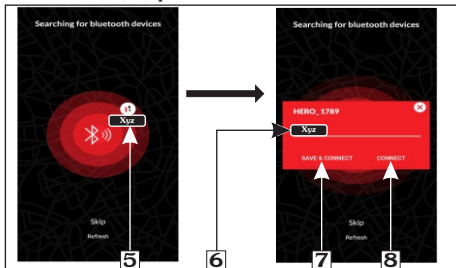 Searching for bluetooth devices
Xyz
Skip
Refresh
5
6
Searching for bluetooth devices
HERO_1789
Xyz
SAVE & CONNECT CONNECT
Skip
Refresh
7
8